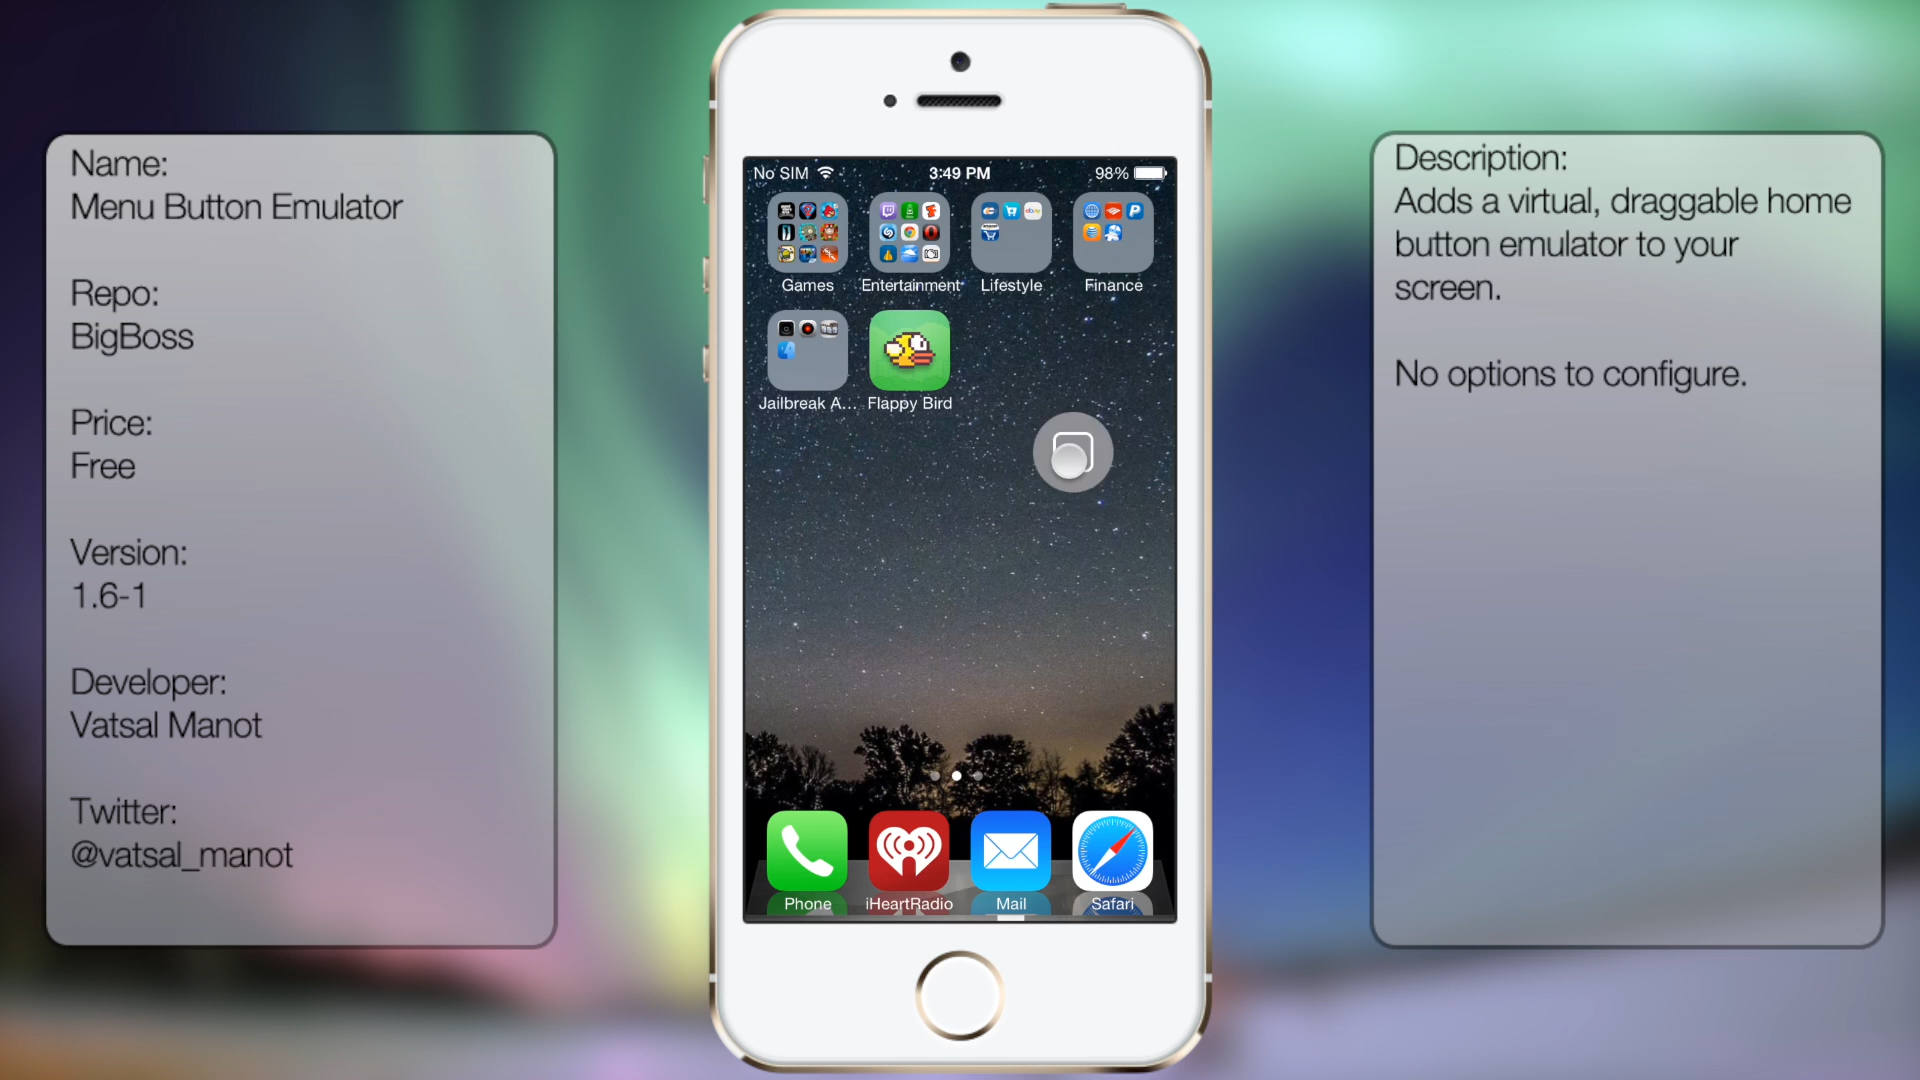 Name:
Menu Button Emulator
Repo:
BigBoss
Price:
Free
Version:
1.6-1
Developer:
Vatsal Manot
Twitter:
@vatsal_manot
No SIM 3:49 PM 98%
Games Entertainment Lifestyle Finance
Jailbreak A... Flappy Bird
Phone iHeartRadio Mail Safari
Description:
Adds a virtual, draggable home
button emulator to your
screen.
No options to configure.